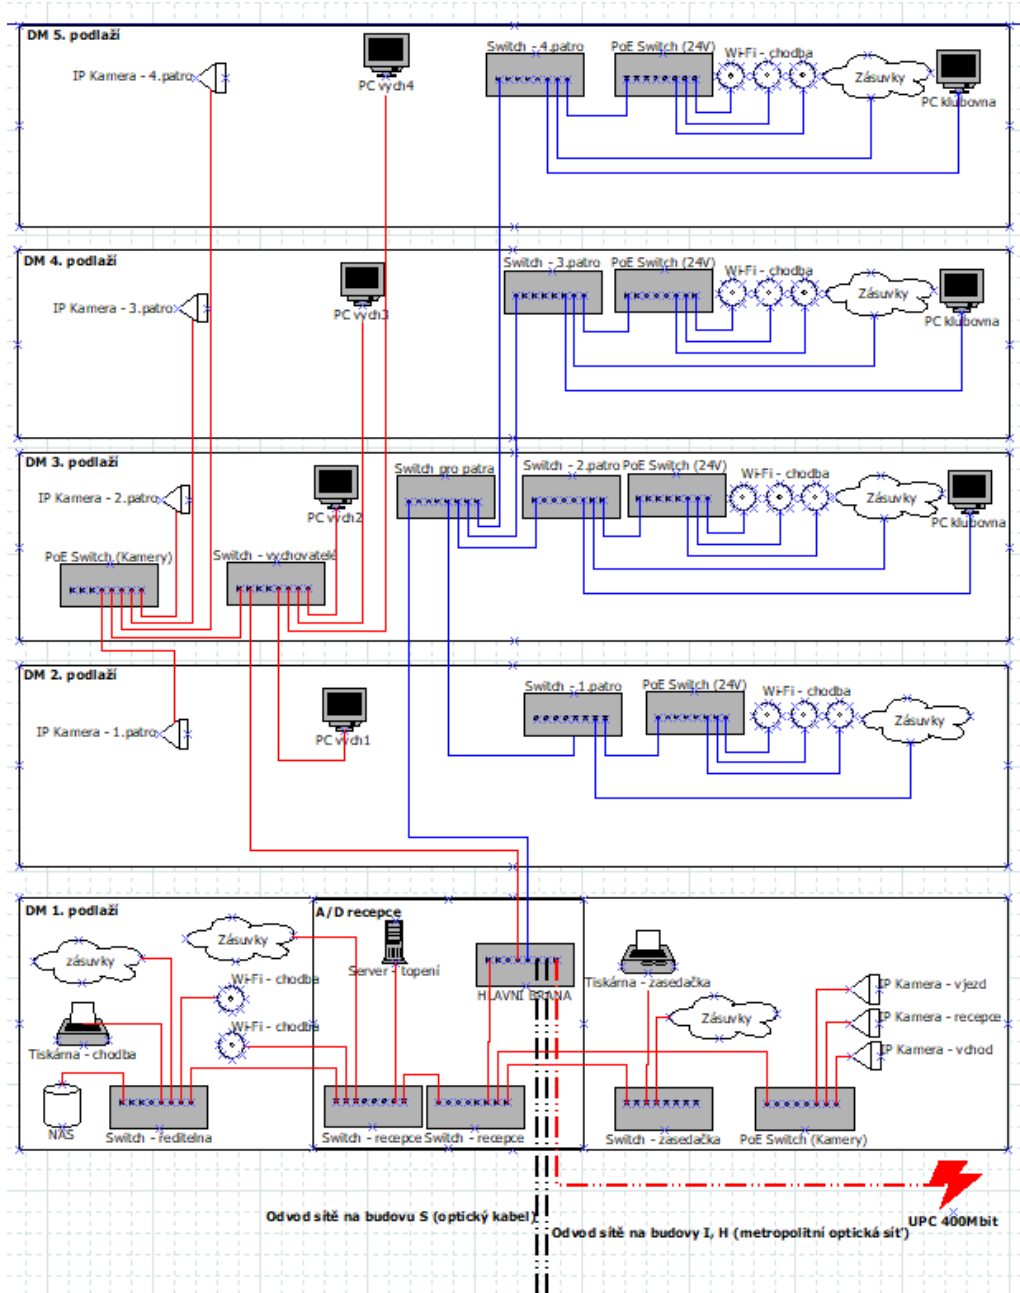 DM 5. podlaží
IP Kamera - 4.patro
PC vých4
Switch - 4.patro
PoE Switch (24V)
Wi-Fi - chodba
Zásuvky
PC klubovna
DM 4. podlaží
IP Kamera - 3.patro
PC vých3
Switch - 3.patro
PoE Switch (24V)
Wi-Fi - chodba
Zásuvky
PC klubovna
DM 3. podlaží
IP Kamera - 2.patro
PC vých2
Switch pro patra
Switch - 2.patro
PoE Switch (24V)
Wi-Fi - chodba
Zásuvky
PC klubovna
PoE Switch (Kamery)
Switch - vychovatelé
DM 2. podlaží
IP Kamera - 1.patro
PC vých1
Switch - 1.patro
PoE Switch (24V)
Wi-Fi - chodba
Zásuvky
DM 1. podlaží
A/D recepce
Zásuvky
zásuvky
Wi-Fi - chodba
Wi-Fi - chodba
Tiskárna - chodba
NAS
Switch - ředitelna
Server - topení
HLAVNÍ BRÁNA
Switch - recepce
Switch - recepce
Tiskárna - zasedačka
Zásuvky
IP Kamera - vjezd
IP Kamera - recepce
IP Kamera - vchod
Switch - zasedačka
PoE Switch (Kamery)
Odvod sítě na budovu S (optický kabel)
Odvod sítě na budovy I, H (metropolitní optická síť)
UPC 400Mbit